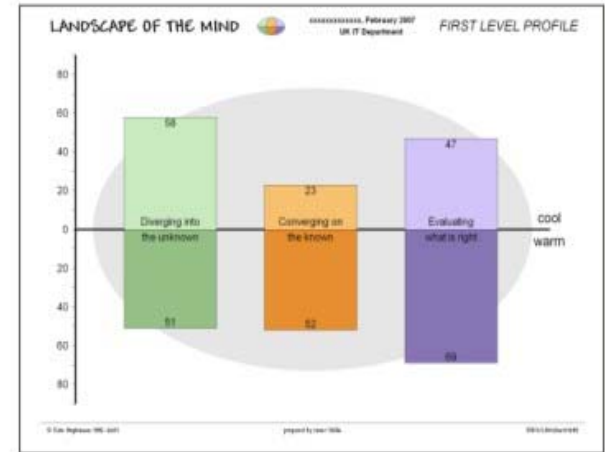 LANDSCAPE OF THE MIND
February 2007
UK IT Department
FIRST LEVEL PROFILE
80
60
40
20
0
20
40
60
80
58
23
47
Diverging into
the unknown
Converging on
the known
Evaluating
what is right
cool
warm
51
52
69
prepared by